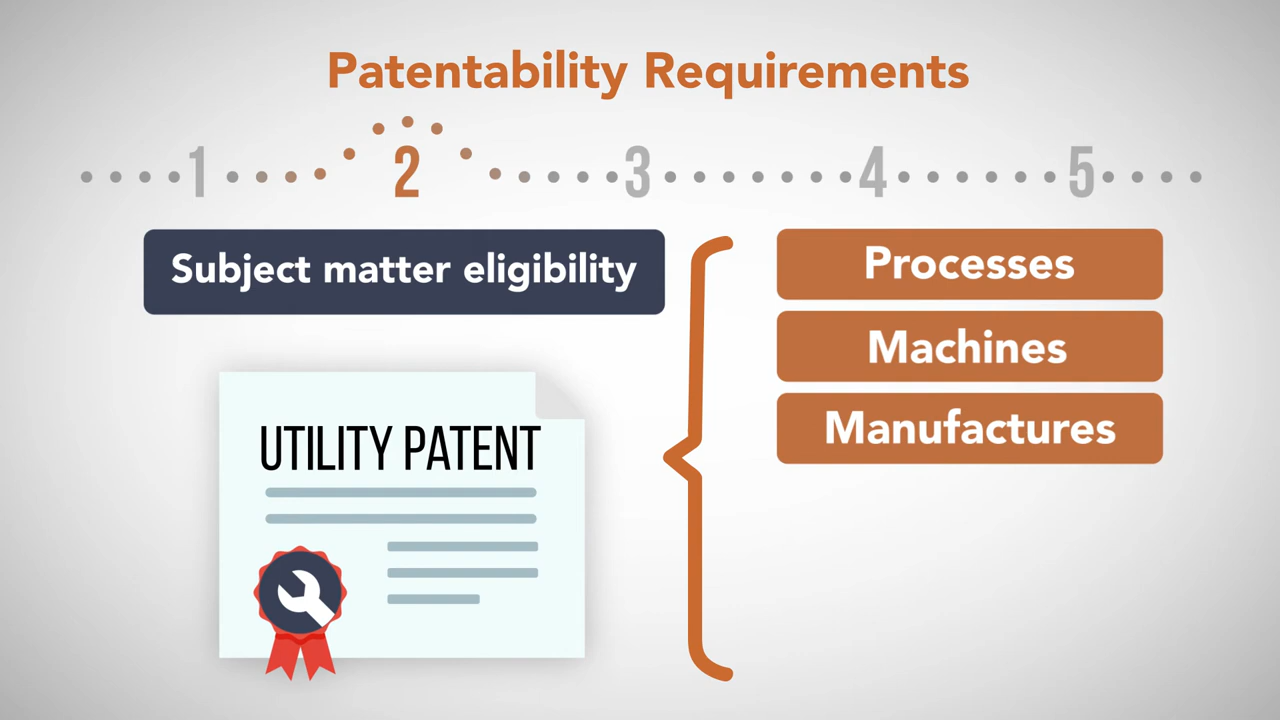 Patentability Requirements
1 2 3 4 5
Subject matter eligibility
Processes
Machines
Manufactures
UTILITY PATENT